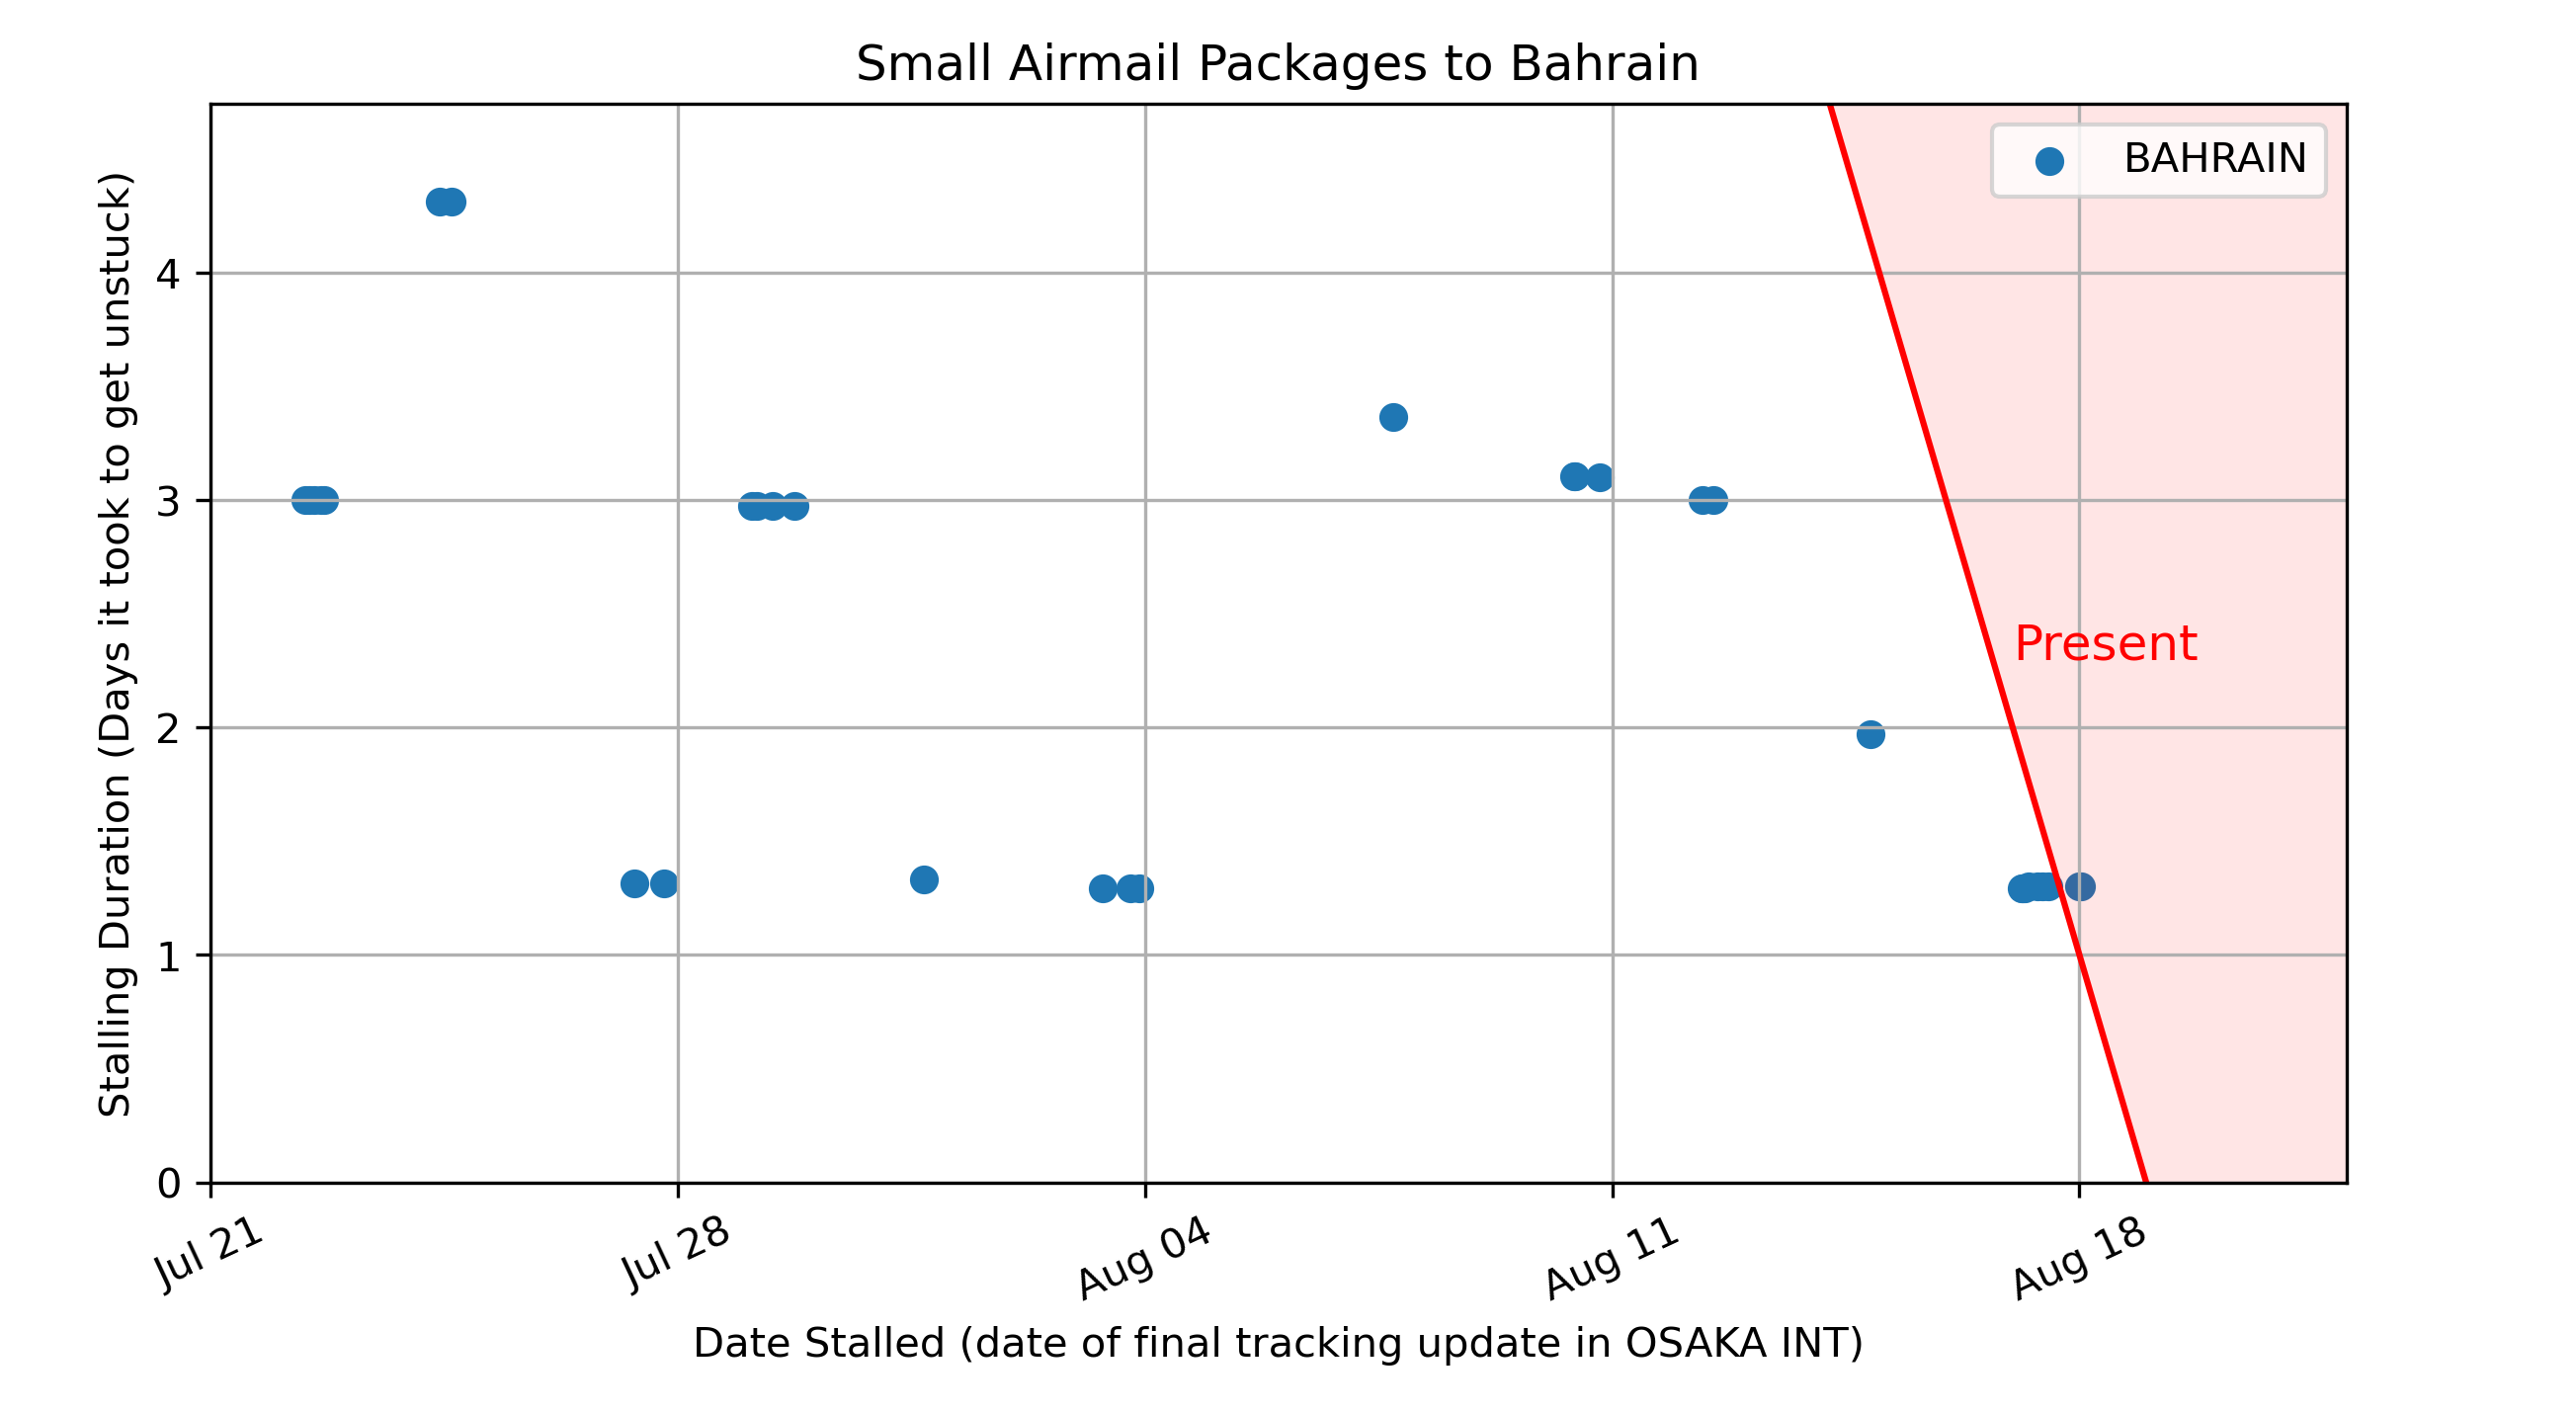 Small Airmail Packages to Bahrain
BAHRAIN
Stalling Duration (Days it took to get unstuck)
4
3
2
1
0
Present
Jul 21
Jul 28
Aug 04
Aug 11
Aug 18
Date Stalled (date of final tracking update in OSAKA INT)